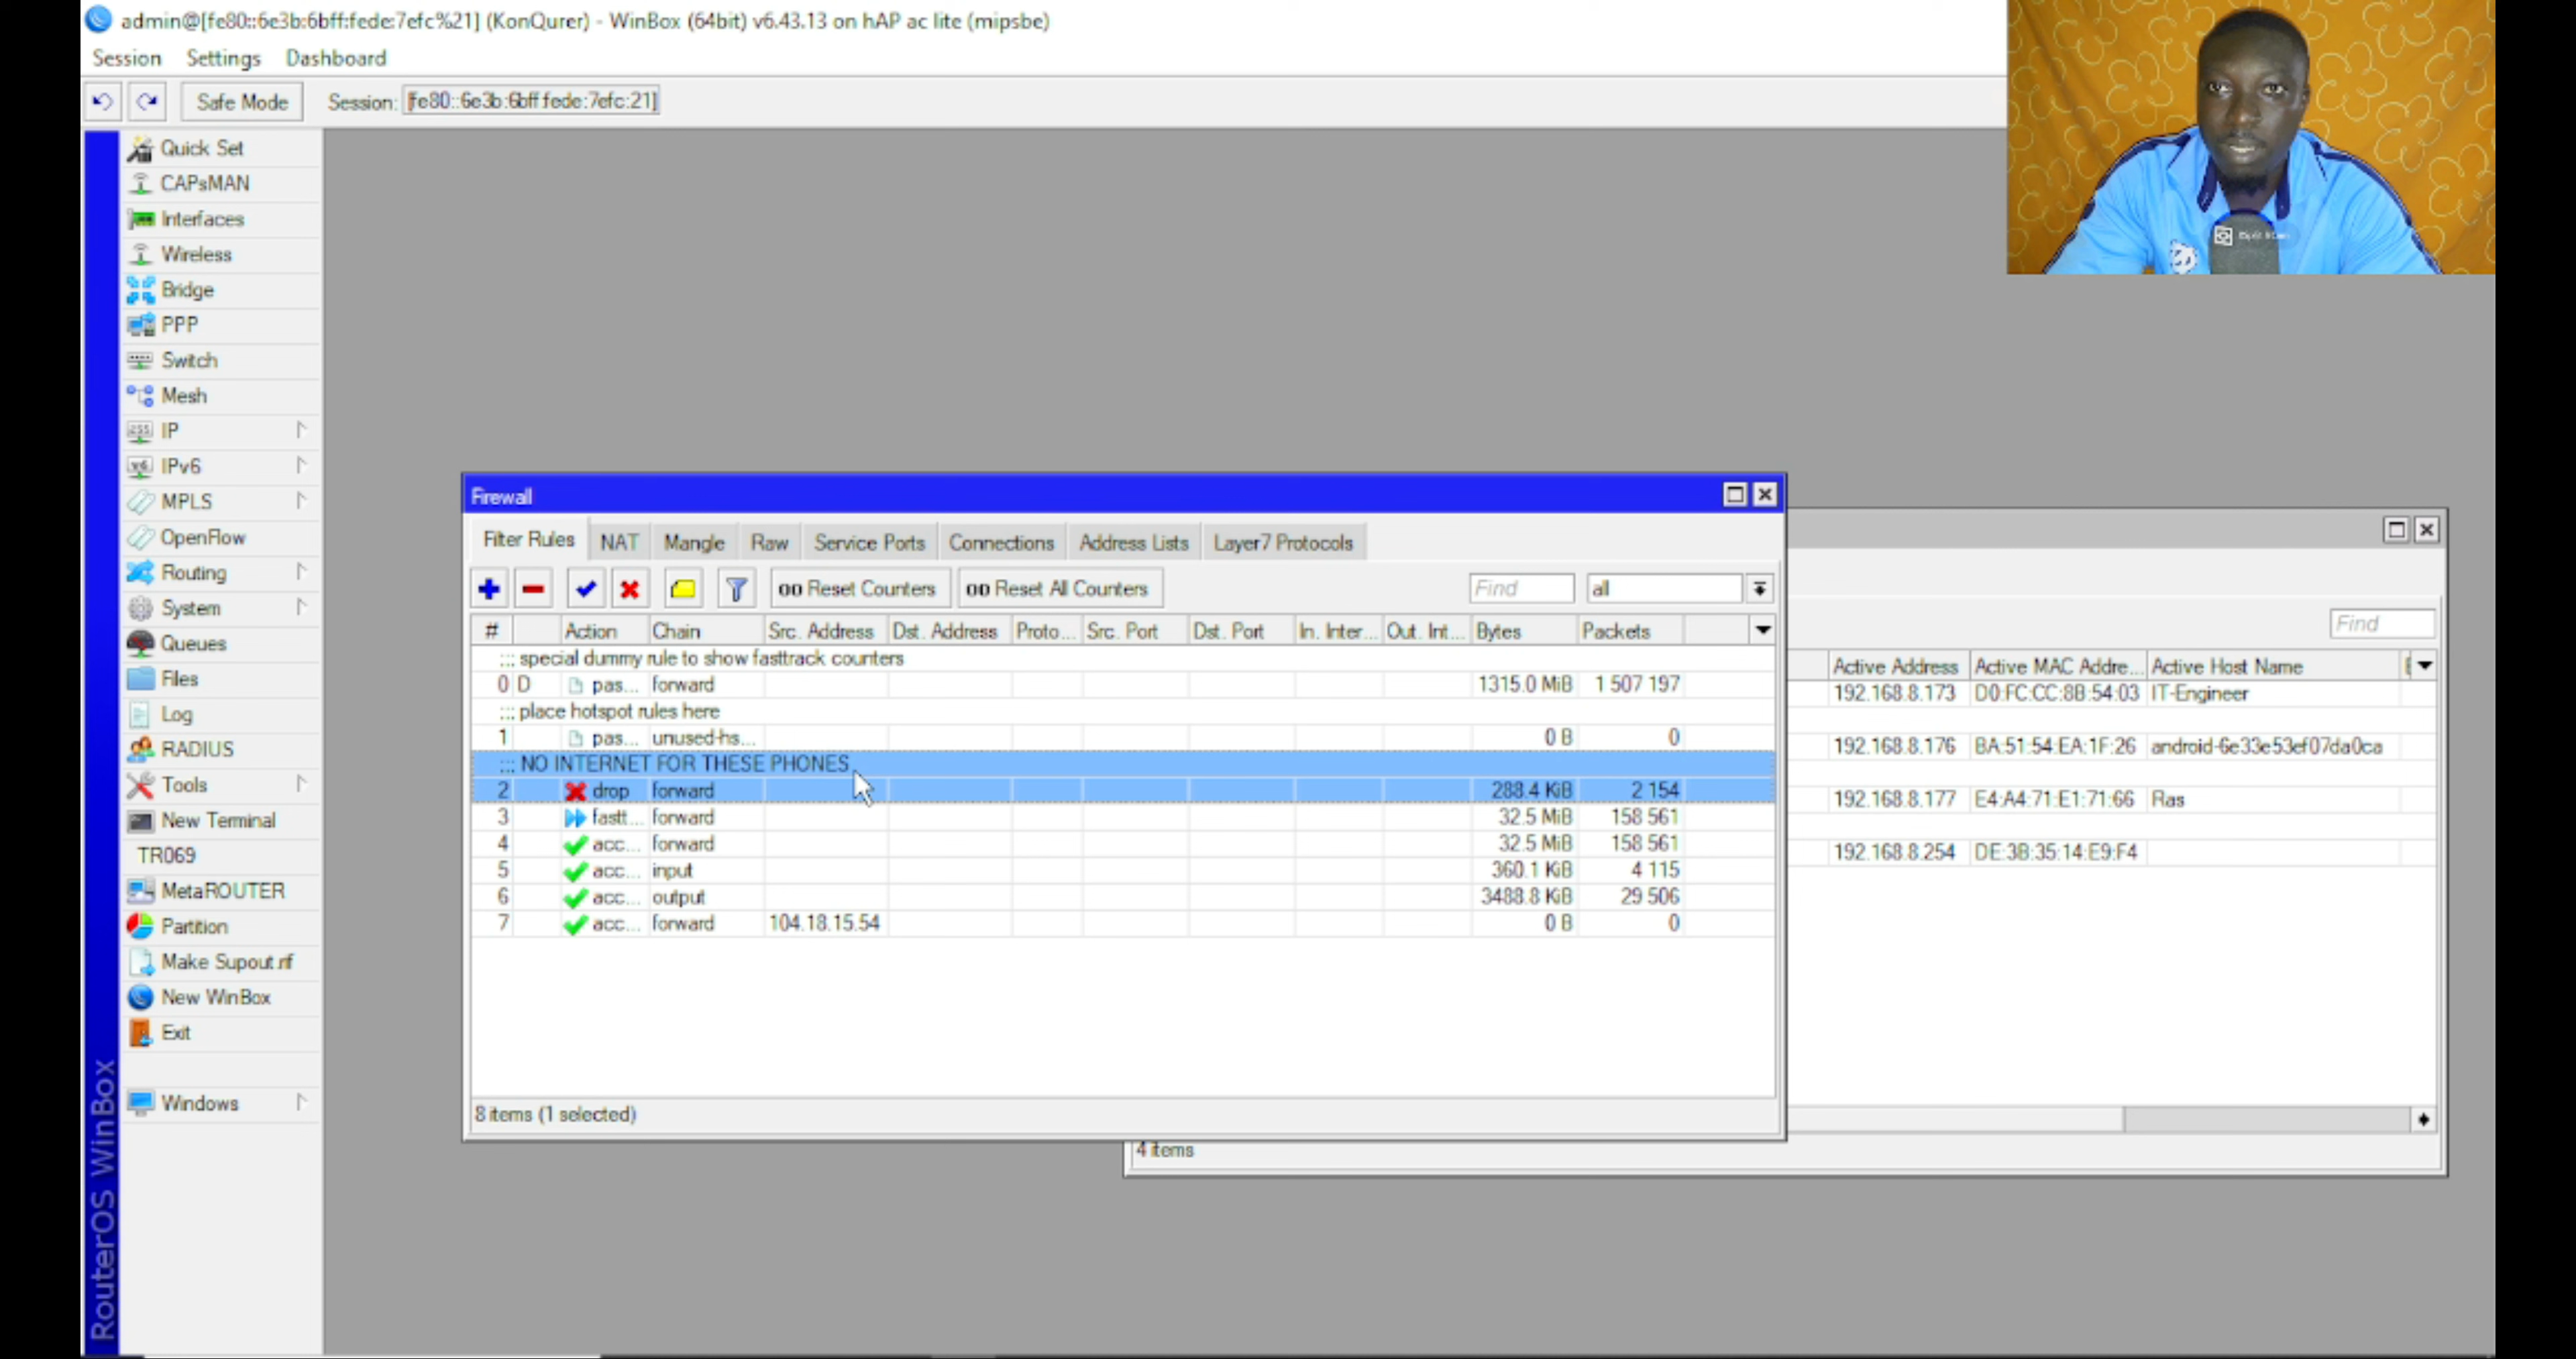 admin@[fe80::6e3b:6bff:fede:7efc%21] (KonQurer) - WinBox (64bit) v6.43.13 on hAP ac lite (mipsbe)
Session Settings Dashboard
Safe Mode Session: [fe80::6e3b:6bff:fede:7efc:21]
Quick Set
CAPsMAN
Interfaces
Wireless
Bridge
PPP
Switch
Mesh
IP
IPv6
MPLS
OpenFlow
Routing
System
Queues
Files
Log
RADIUS
Tools
New Terminal
TR069
MetaROUTER
Partition
Make Supout.rif
New WinBox
Exit
Windows
RouterOS WinBox
Firewall
Filter Rules NAT Mangle Raw Service Ports Connections Address Lists Layer7 Protocols
00 Reset Counters 00 Reset All Counters Find all
# Action Chain Src. Address Dst. Address Proto... Src. Port Dst. Port In. Inter... Out. Int... Bytes Packets
::: special dummy rule to show fasttrack counters
0 D pas... forward 1315.0 MiB 1 507 197
::: place hotspot rules here
1 pas... unused-hs... 0 B 0
::: NO INTERNET FOR THESE PHONES
2 drop forward 288.4 KiB 2 154
3 fastt... forward 32.5 MiB 158 561
4 acc... forward 32.5 MiB 158 561
5 acc... input 360.1 KiB 4 115
6 acc... output 3488.8 KiB 29 506
7 acc... forward 104.18.15.54 0 B 0
8 items (1 selected)
Find
Active Address Active MAC Addre... Active Host Name
192.168.8.173 D0:FC:CC:8B:54:03 IT-Engineer
192.168.8.176 BA:51:54:EA:1F:26 android-6e33e53ef07da0ca
192.168.8.177 E4:A4:71:E1:71:66 Ras
192.168.8.254 DE:3B:35:14:E9:F4
4 items